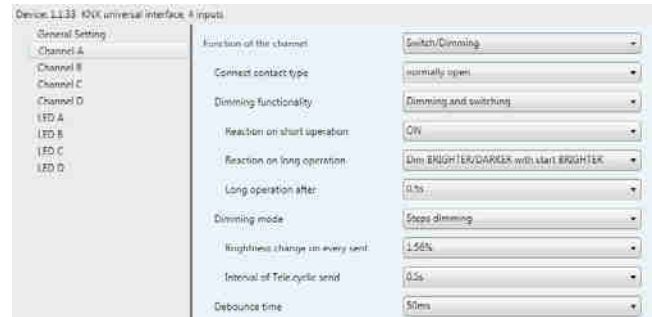 Device: 1.1.33 KNX universal interface, 4 inputs
General Setting
Channel A
Channel B
Channel C
Channel D
LED A
LED B
LED C
LED D
Function of the channel
Switch/Dimming
Connect contact type
normally open
Dimming functionality
Dimming and switching
Reaction on short operation
ON
Reaction on long operation
Dim BRIGHTER/DARKER with start BRIGHTER
Long operation after
0.5s
Dimming mode
Steps dimming
Brightness change on every sent
1.56%
Interval of Tele.cyclic send
0.5s
Debounce time
50ms